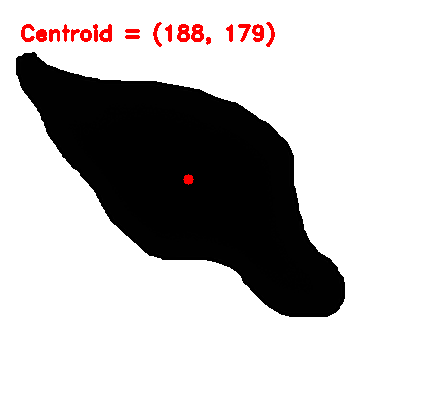 Centroid = (188, 179)